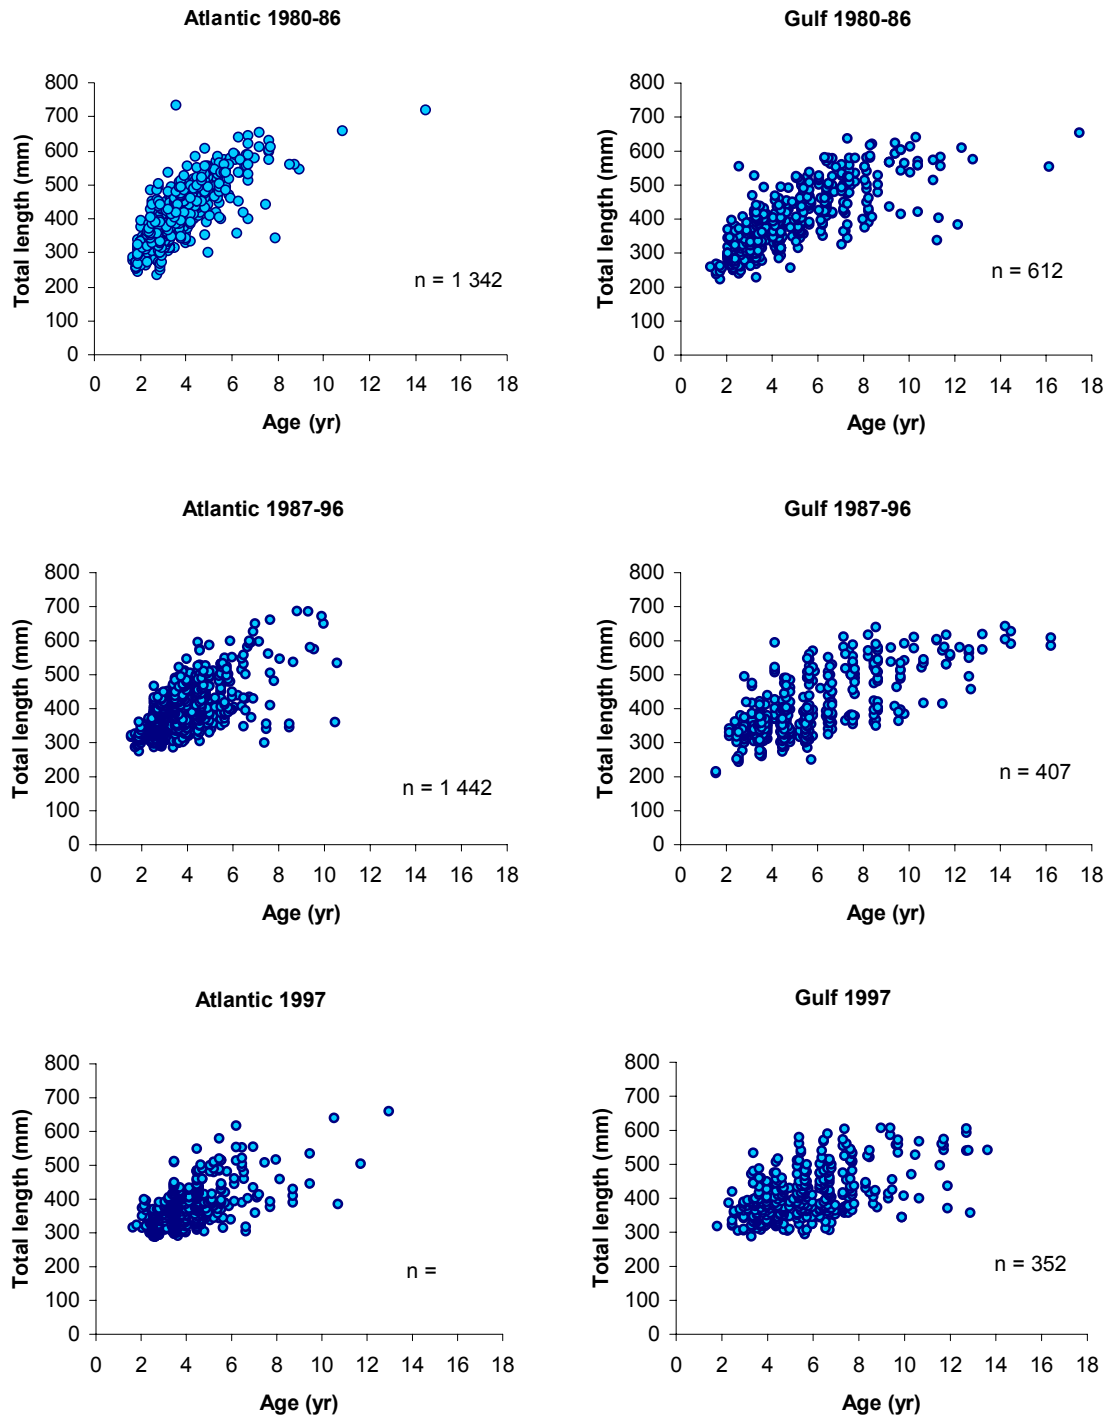 Atlantic 1980-86
Gulf 1980-86
800
700
600
500
400
300
200
100
0
Total length (mm)
n = 1 342
0 2 4 6 8 10 12 14 16 18
Age (yr)
800
700
600
500
400
300
200
100
0
Total length (mm)
n = 612
0 2 4 6 8 10 12 14 16 18
Age (yr)
Atlantic 1987-96
Gulf 1987-96
800
700
600
500
400
300
200
100
0
Total length (mm)
n = 1 442
0 2 4 6 8 10 12 14 16 18
Age (yr)
800
700
600
500
400
300
200
100
0
Total length (mm)
n = 407
0 2 4 6 8 10 12 14 16 18
Age (yr)
Atlantic 1997
Gulf 1997
800
700
600
500
400
300
200
100
0
Total length (mm)
n =
0 2 4 6 8 10 12 14 16 18
Age (yr)
800
700
600
500
400
300
200
100
0
Total length (mm)
n = 352
0 2 4 6 8 10 12 14 16 18
Age (yr)